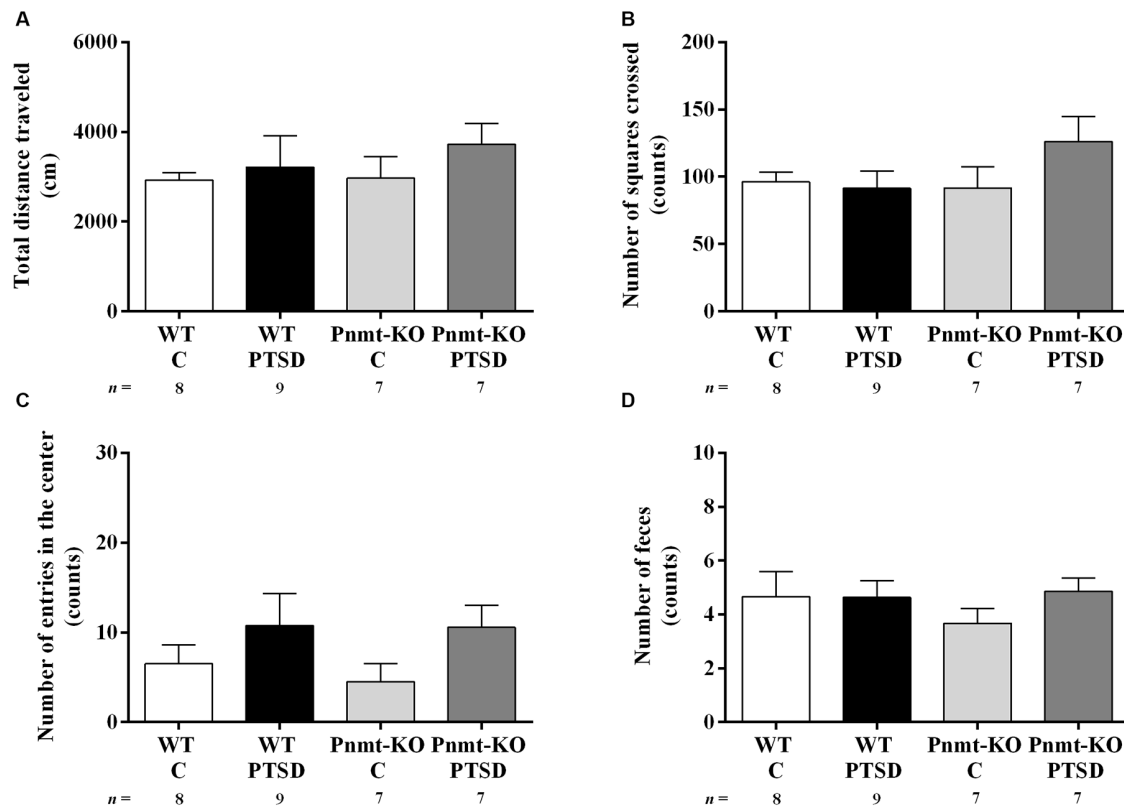 A
Total distance traveled
(cm)
6000
4000
2000
0
WT
C
WT
PTSD
Pnmt-KO
C
Pnmt-KO
PTSD
n = 8 9 7 7
B
Number of squares crossed
(counts)
200
150
100
50
0
WT
C
WT
PTSD
Pnmt-KO
C
Pnmt-KO
PTSD
n = 8 9 7 7
C
Number of entries in the center
(counts)
30
20
10
0
WT
C
WT
PTSD
Pnmt-KO
C
Pnmt-KO
PTSD
n = 8 9 7 7
D
Number of feces
(counts)
10
8
6
4
2
0
WT
C
WT
PTSD
Pnmt-KO
C
Pnmt-KO
PTSD
n = 8 9 7 7